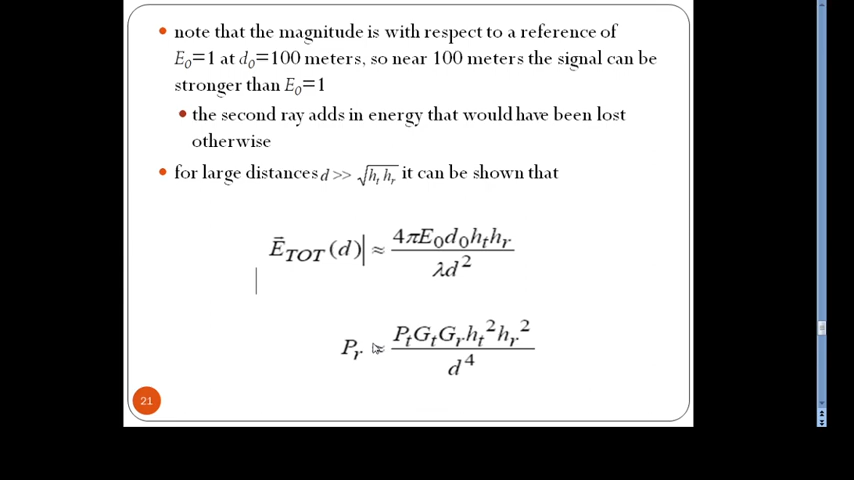 note that the magnitude is with respect to a reference of
E₀=1 at d₀=100 meters, so near 100 meters the signal can be
stronger than E₀=1
the second ray adds in energy that would have been lost
otherwise
for large distances d >> √hₜ hᵣ it can be shown that
E⃗_TOT(d)| ≈ 4πE₀d₀hₜhᵣ / λd²
Pᵣ ≈ PₜGₜGᵣhₜ²hᵣ² / d⁴
21